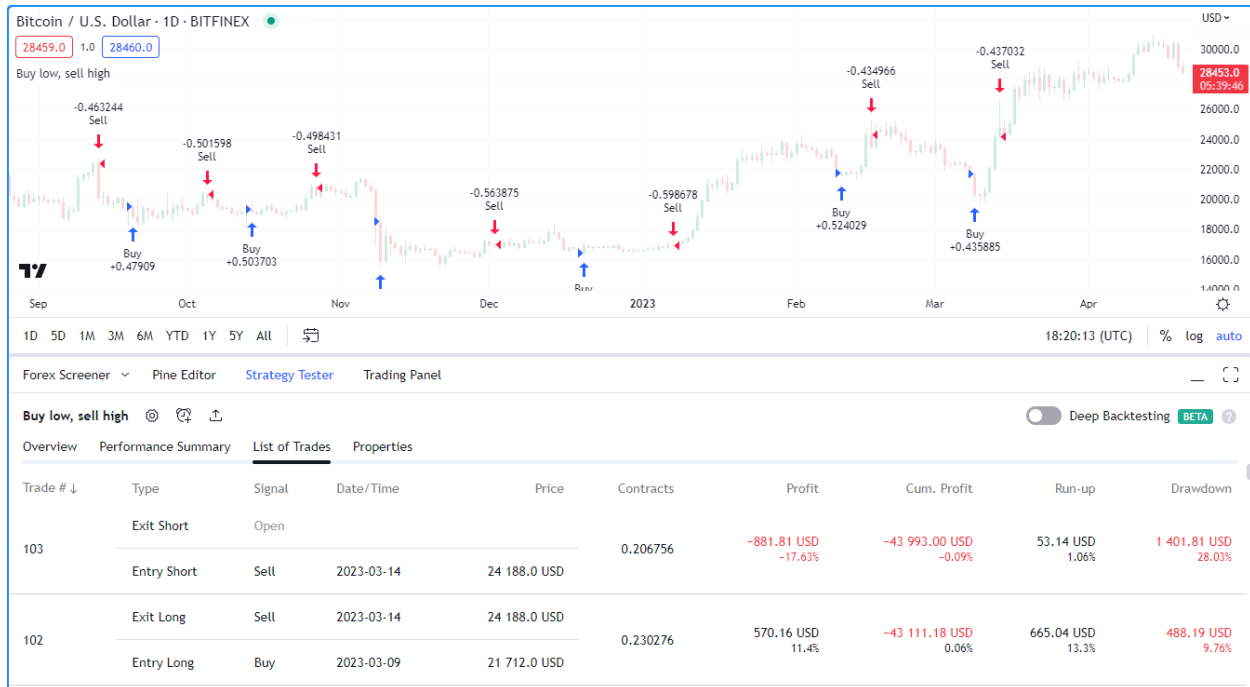 Bitcoin / U.S. Dollar · 1D · BITFINEX
USD
28459.0 1.0 28460.0
Buy low, sell high
30000.0
28453.0
05:39:46
26000.0
24000.0
22000.0
20000.0
18000.0
16000.0
14000.0
-0.463244
Sell
-0.501598
Sell
-0.498431
Sell
-0.563875
Sell
-0.598678
Sell
-0.434966
Sell
-0.437032
Sell
Buy
+0.47909
Buy
+0.503703
Buy
Buy
+0.524029
Buy
+0.435885
Sep Oct Nov Dec 2023 Feb Mar Apr
1D 5D 1M 3M 6M YTD 1Y 5Y All 18:20:13 (UTC) % log auto
Forex Screener Pine Editor Strategy Tester Trading Panel
Buy low, sell high Deep Backtesting BETA ?
Overview Performance Summary List of Trades Properties
Trade # ↓ Type Signal Date/Time Price Contracts Profit Cum. Profit Run-up Drawdown
Exit Short Open
103 0.206756 −881.81 USD −43 993.00 USD 53.14 USD 1 401.81 USD
−17.63% −0.09% 1.06% 28.03%
Entry Short Sell 2023-03-14 24 188.0 USD
Exit Long Sell 2023-03-14 24 188.0 USD
102 0.230276 570.16 USD −43 111.18 USD 665.04 USD 488.19 USD
11.4% 0.06% 13.3% 9.76%
Entry Long Buy 2023-03-09 21 712.0 USD